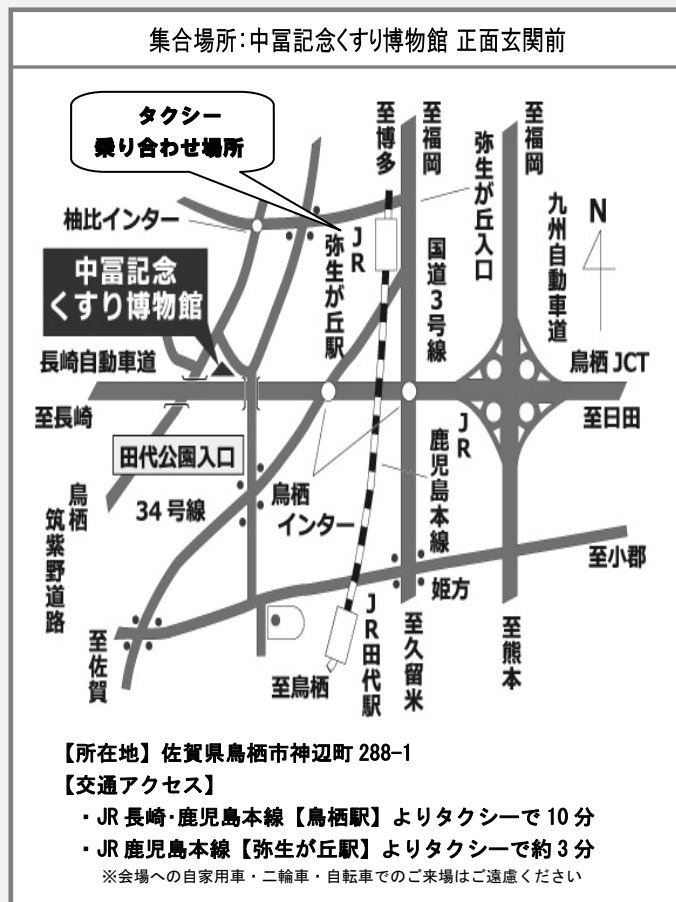 集合場所：中冨記念くすり博物館 正面玄関前
タクシー
乗り合わせ場所
至博多
至福岡
至福岡
弥生が丘入口
九州自動車道
N
柚比インター
JR
弥生が丘駅
国道3号線
中冨記念
くすり博物館
長崎自動車道
鳥栖JCT
至長崎
至日田
田代公園入口
JR
鹿児島本線
鳥栖
筑紫野道路
34号線
鳥栖
インター
至小郡
姫方
至佐賀
JR田代駅
至久留米
至熊本
至鳥栖
【所在地】佐賀県鳥栖市神辺町 288-1
【交通アクセス】
・JR 長崎・鹿児島本線【鳥栖駅】よりタクシーで 10 分
・JR 鹿児島本線【弥生が丘駅】よりタクシーで約 3 分
※会場への自家用車・二輪車・自転車でのご来場はご遠慮ください